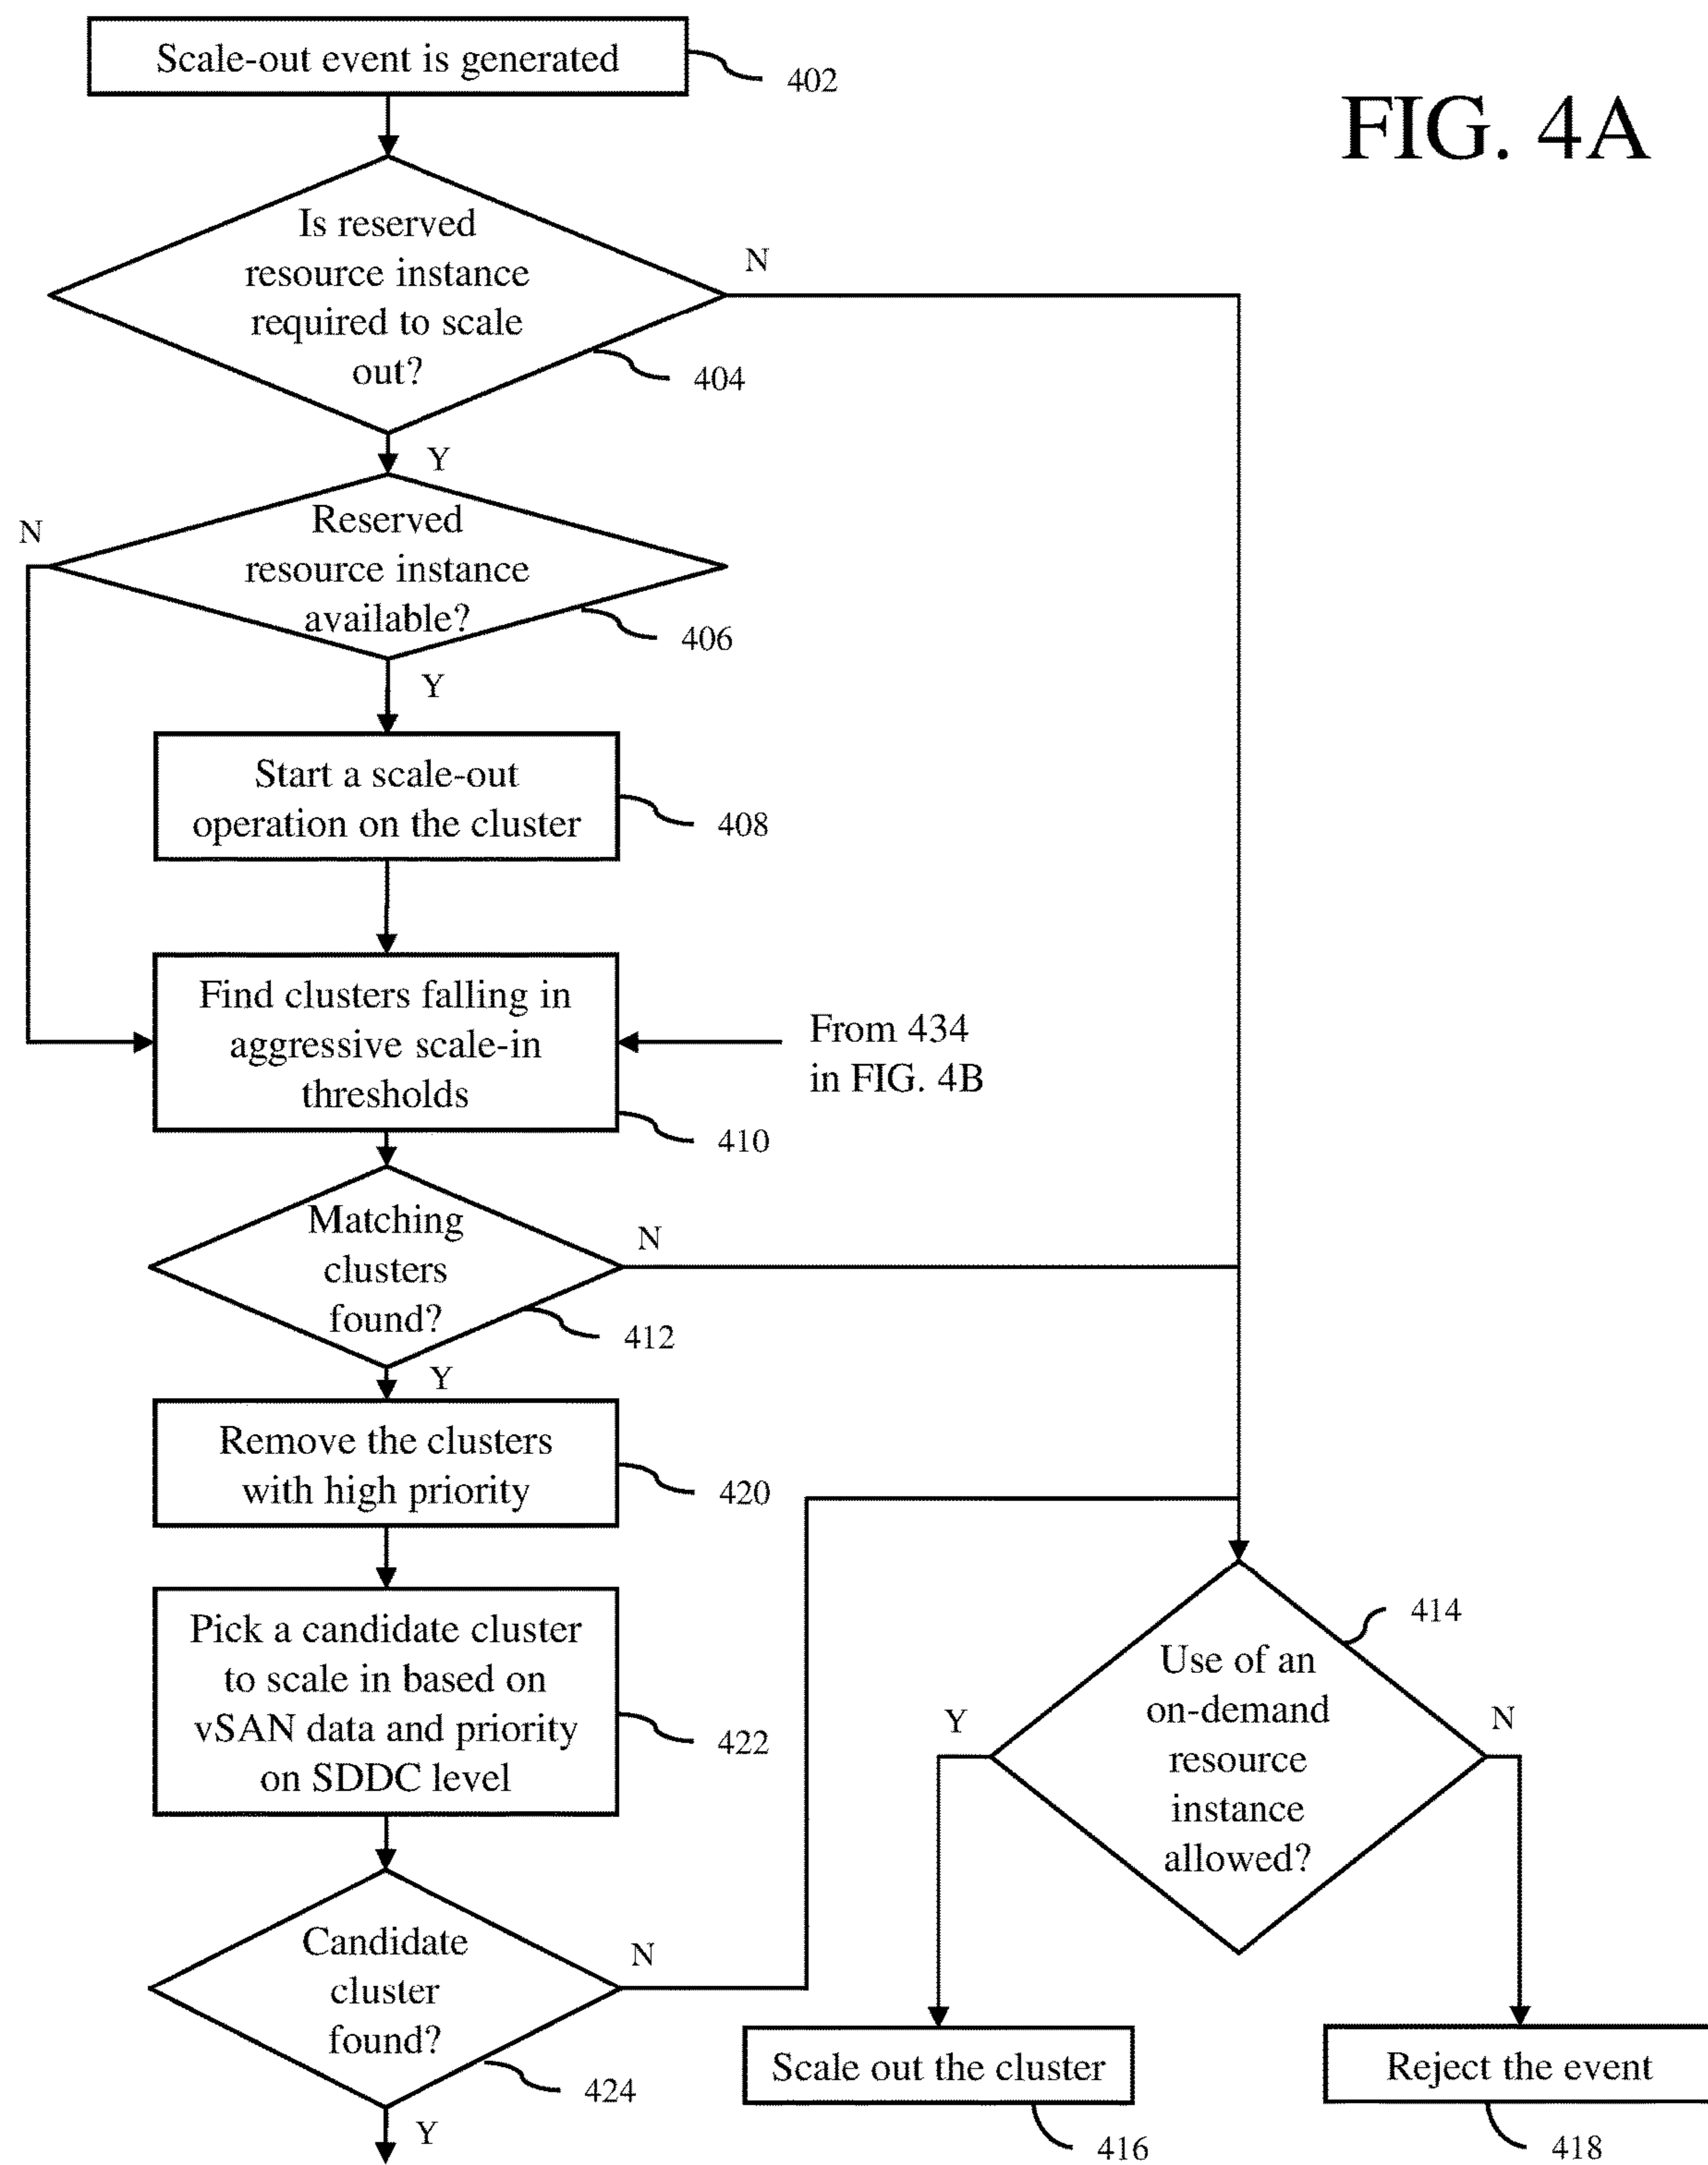 FIG. 4A
Scale-out event is generated
402
Is reserved
resource instance
required to scale
out?
N
404
Y
Reserved
resource instance
available?
N
406
Y
Start a scale-out
operation on the cluster
408
Find clusters falling in
aggressive scale-in
thresholds
From 434
in FIG. 4B
410
Matching
clusters
found?
N
412
Y
Remove the clusters
with high priority
420
Pick a candidate cluster
to scale in based on
vSAN data and priority
on SDDC level
422
Candidate
cluster
found?
N
424
Y
414
Use of an
on-demand
resource
instance
allowed?
Y
N
Scale out the cluster
416
Reject the event
418